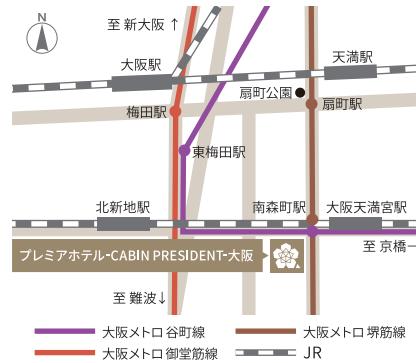 N
至 新大阪 ↑
大阪駅
天満駅
扇町公園
梅田駅
扇町駅
東梅田駅
北新地駅
南森町駅
大阪天満宮駅
至 京橋→
プレミアホテル-CABIN PRESIDENT-大阪
至 難波↓
大阪メトロ 谷町線
大阪メトロ 堺筋線
大阪メトロ 御堂筋線
JR